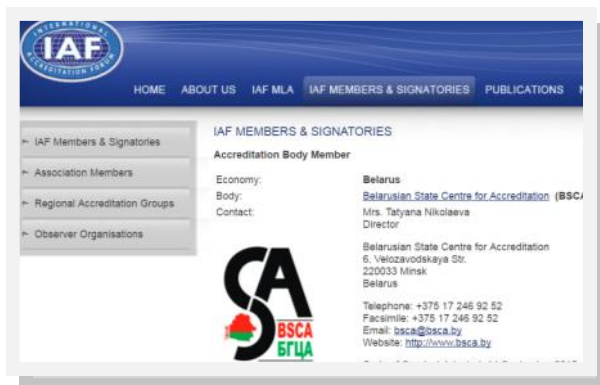 INTERNATIONAL
IAF
ACCREDITATION FORUM
HOME ABOUT US IAF MLA IAF MEMBERS & SIGNATORIES PUBLICATIONS
IAF Members & Signatories
Association Members
Regional Accreditation Groups
Observer Organisations
IAF MEMBERS & SIGNATORIES
Accreditation Body Member
Economy: Belarus
Body: Belarusian State Centre for Accreditation (BSCA
Contact: Mrs. Tatyana Nikolaeva
Director
Belarusian State Centre for Accreditation
6, Velozavodskaya Str.
220033 Minsk
Belarus
Telephone: +375 17 246 92 52
Facsimile: +375 17 246 92 52
Email: bsca@bsca.by
Website: http://www.bsca.by
BSCA
БГЦА